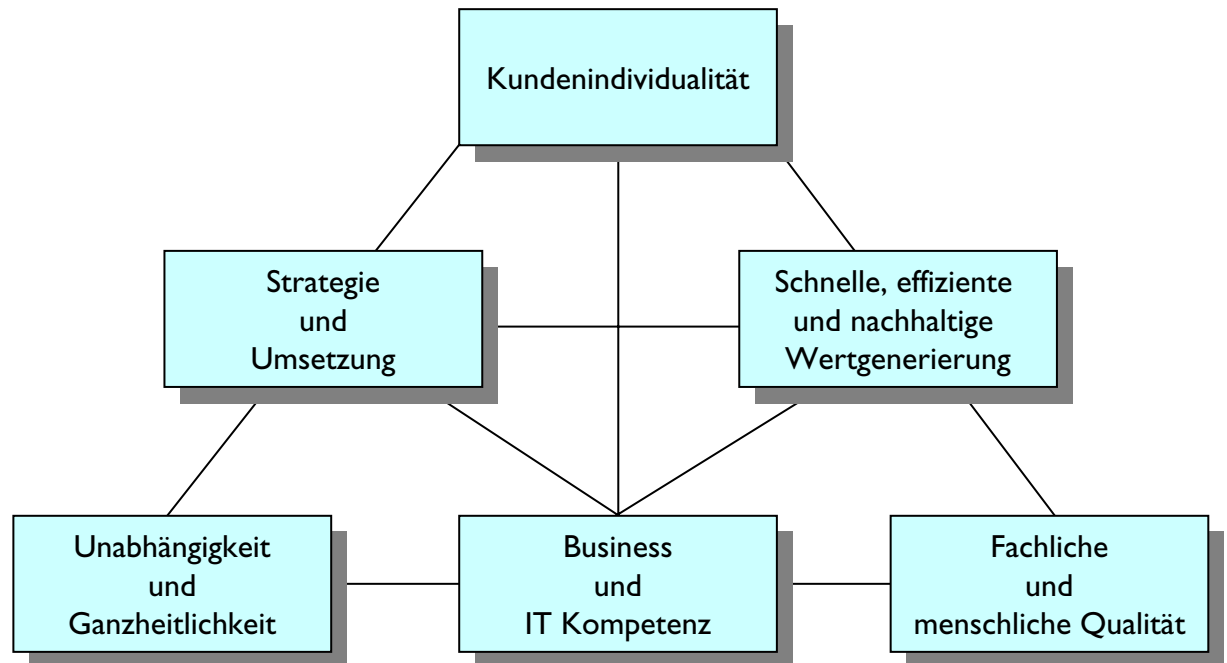 Kundenindividualität
Strategie
und
Umsetzung
Schnelle, effiziente
und nachhaltige
Wertgenerierung
Unabhängigkeit
und
Ganzheitlichkeit
Business
und
IT Kompetenz
Fachliche
und
menschliche Qualität